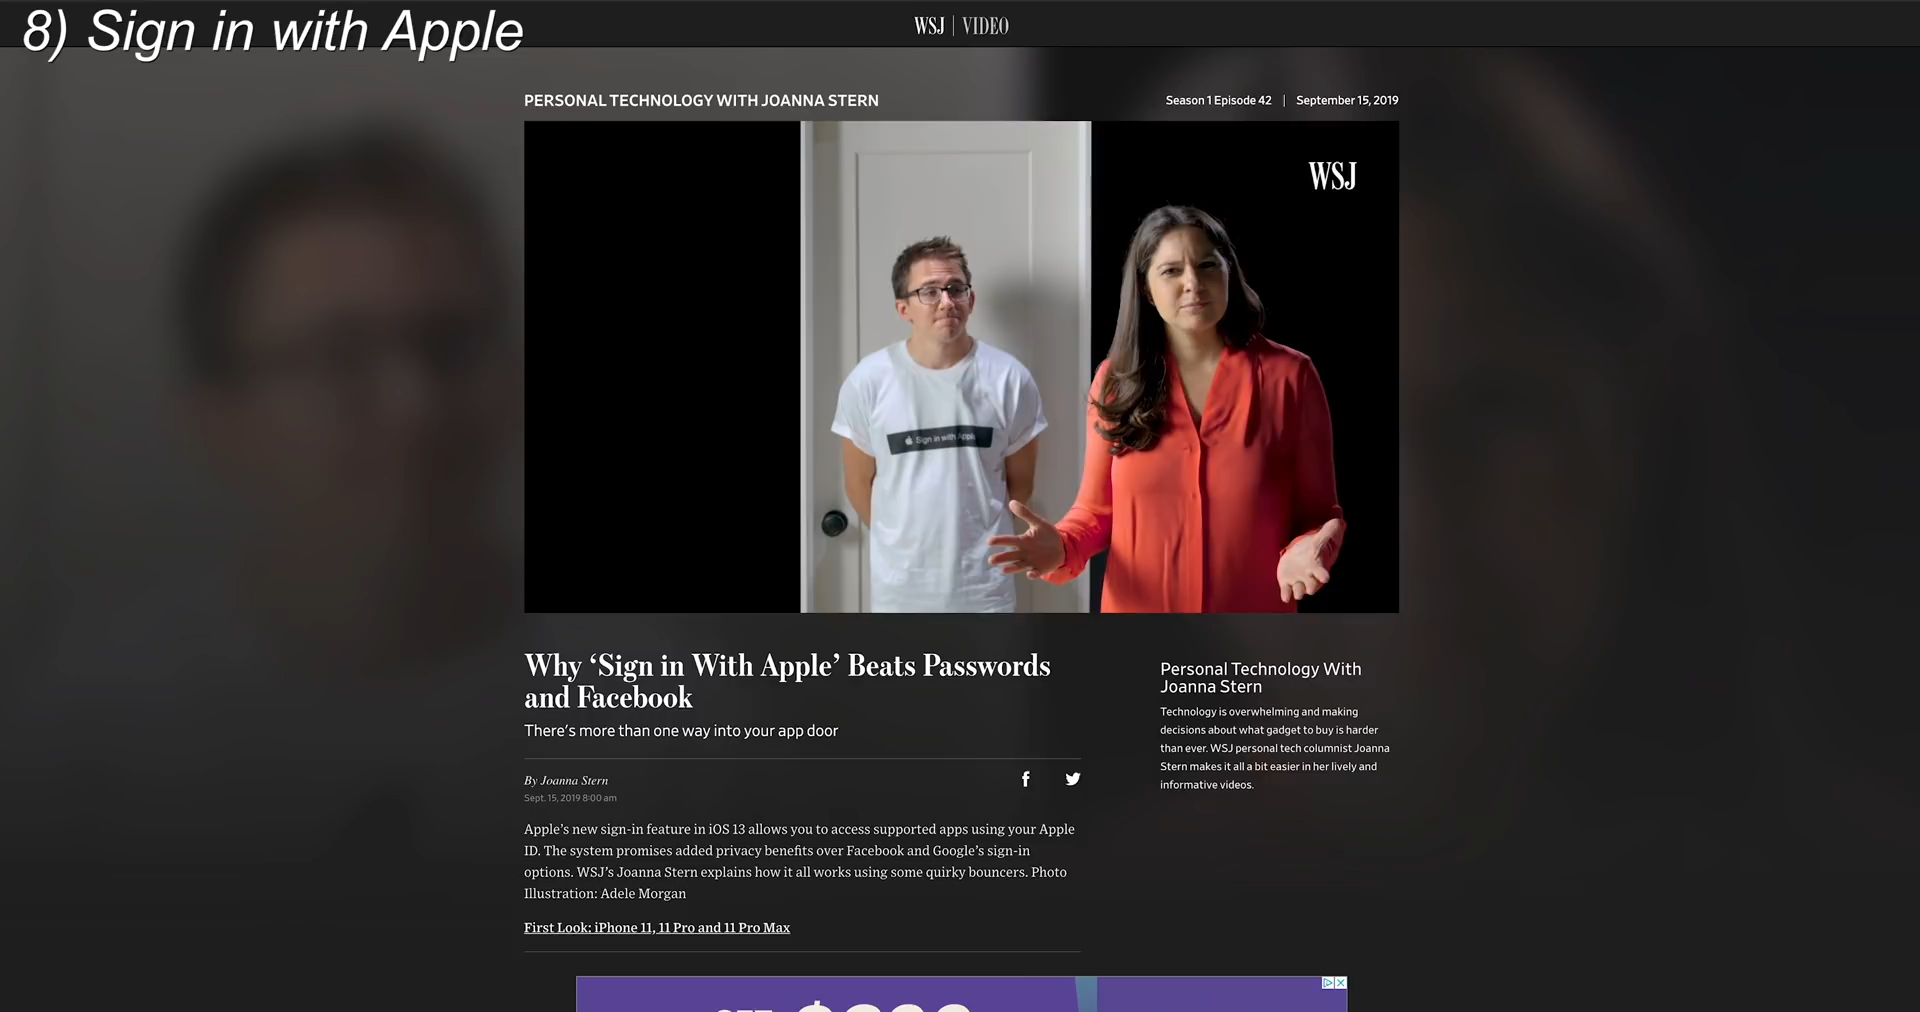 8) Sign in with Apple
WSJ | VIDEO
PERSONAL TECHNOLOGY WITH JOANNA STERN
Season 1 Episode 42 | September 15, 2019
WSJ
Sign in with Apple
Why ‘Sign in With Apple’ Beats Passwords
and Facebook
There's more than one way into your app door
By Joanna Stern
Sept. 15, 2019 8:00 am
Apple's new sign-in feature in iOS 13 allows you to access supported apps using your Apple
ID. The system promises added privacy benefits over Facebook and Google's sign-in
options. WSJ's Joanna Stern explains how it all works using some quirky bouncers. Photo
Illustration: Adele Morgan
First Look: iPhone 11, 11 Pro and 11 Pro Max
Personal Technology With
Joanna Stern
Technology is overwhelming and making
decisions about what gadget to buy is harder
than ever. WSJ personal tech columnist Joanna
Stern makes it all a bit easier in her lively and
informative videos.